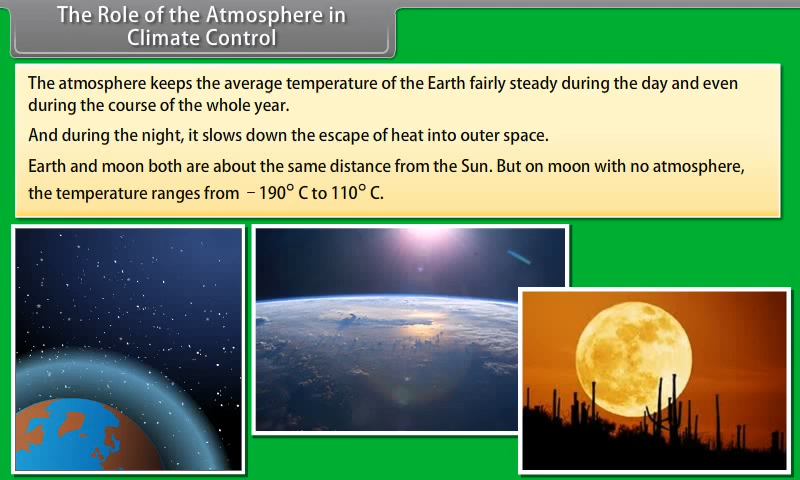 The Role of the Atmosphere in
Climate Control
The atmosphere keeps the average temperature of the Earth fairly steady during the day and even
during the course of the whole year.
And during the night, it slows down the escape of heat into outer space.
Earth and moon both are about the same distance from the Sun. But on moon with no atmosphere,
the temperature ranges from − 190° C to 110° C.